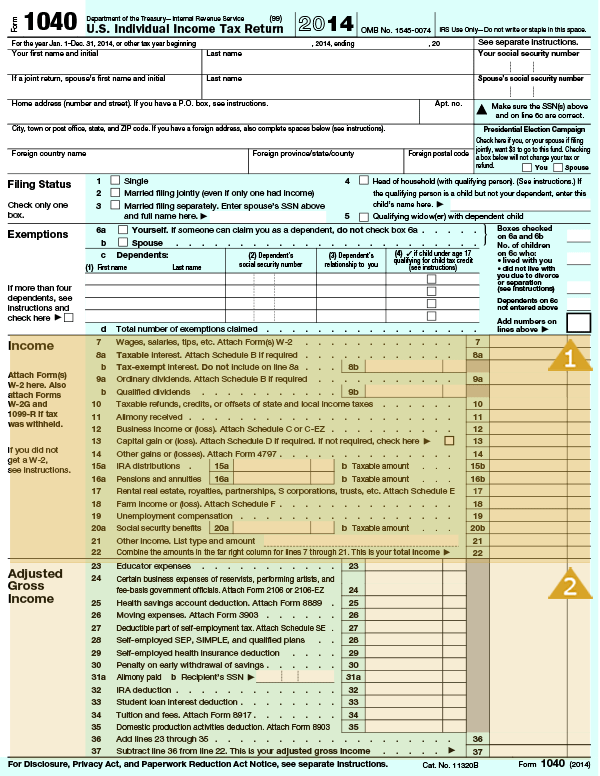 Form 1040 Department of the Treasury—Internal Revenue Service (99) U.S. Individual Income Tax Return 2014 OMB No. 1545-0074 IRS Use Only—Do not write or staple in this space.
For the year Jan. 1-Dec. 31, 2014, or other tax year beginning , 2014, ending , 20 See separate instructions.
Your first name and initial Last name Your social security number
If a joint return, spouse's first name and initial Last name Spouse's social security number
Home address (number and street). If you have a P.O. box, see instructions. Apt. no. ▲ Make sure the SSN(s) above
and on line 6c are correct.
City, town or post office, state, and ZIP code. If you have a foreign address, also complete spaces below (see instructions).
Presidential Election Campaign
Check here if you, or your spouse if filing
jointly, want $3 to go to this fund. Checking
a box below will not change your tax or
refund. You Spouse
Foreign country name Foreign province/state/county Foreign postal code
Filing Status
Check only one
box.
1 Single
2 Married filing jointly (even if only one had income)
3 Married filing separately. Enter spouse's SSN above
and full name here. ▶
4 Head of household (with qualifying person). (See instructions.) If
the qualifying person is a child but not your dependent, enter this
child's name here. ▶
5 Qualifying widow(er) with dependent child
Exemptions
6a Yourself. If someone can claim you as a dependent, do not check box 6a . . . . .
b Spouse . . . . . . . . . . . . . . . . . . . . . . . .
c Dependents:
(1) First name Last name
(2) Dependent's
social security number
(3) Dependent's
relationship to you
(4) ✓ if child under age 17
qualifying for child tax credit
(see instructions)
If more than four
dependents, see
instructions and
check here ▶
d Total number of exemptions claimed . . . . . . . . . . . . . . . . .
Boxes checked
on 6a and 6b
No. of children
on 6c who:
• lived with you
• did not live with
you due to divorce
or separation
(see instructions)
Dependents on 6c
not entered above
Add numbers on
lines above ▶
Income
Attach Form(s)
W-2 here. Also
attach Forms
W-2G and
1099-R if tax
was withheld.
If you did not
get a W-2,
see instructions.
7 Wages, salaries, tips, etc. Attach Form(s) W-2 . . . . . . . . . . . . 7
8a Taxable interest. Attach Schedule B if required . . . . . . . . . . . . 8a
b Tax-exempt interest. Do not include on line 8a . . . 8b
9a Ordinary dividends. Attach Schedule B if required . . . . . . . . . . . 9a
b Qualified dividends . . . . . . . . . . . 9b
10 Taxable refunds, credits, or offsets of state and local income taxes . . . . . . 10
11 Alimony received . . . . . . . . . . . . . . . . . . . . . 11
12 Business income or (loss). Attach Schedule C or C-EZ . . . . . . . . . . 12
13 Capital gain or (loss). Attach Schedule D if required. If not required, check here ▶ 13
14 Other gains or (losses). Attach Form 4797 . . . . . . . . . . . . . . 14
15a IRA distributions . 15a b Taxable amount . . . 15b
16a Pensions and annuities 16a b Taxable amount . . . 16b
17 Rental real estate, royalties, partnerships, S corporations, trusts, etc. Attach Schedule E 17
18 Farm income or (loss). Attach Schedule F . . . . . . . . . . . . . . 18
19 Unemployment compensation . . . . . . . . . . . . . . . . . 19
20a Social security benefits 20a b Taxable amount . . . 20b
21 Other income. List type and amount 21
22 Combine the amounts in the far right column for lines 7 through 21. This is your total income ▶ 22
1
Adjusted
Gross
Income
23 Educator expenses . . . . . . . . . . . 23
24 Certain business expenses of reservists, performing artists, and
fee-basis government officials. Attach Form 2106 or 2106-EZ 24
25 Health savings account deduction. Attach Form 8889 . 25
26 Moving expenses. Attach Form 3903 . . . . . . 26
27 Deductible part of self-employment tax. Attach Schedule SE . 27
28 Self-employed SEP, SIMPLE, and qualified plans . . 28
29 Self-employed health insurance deduction . . . . 29
30 Penalty on early withdrawal of savings . . . . . . 30
31a Alimony paid b Recipient's SSN ▶ 31a
32 IRA deduction . . . . . . . . . . . . . 32
33 Student loan interest deduction . . . . . . . . 33
34 Tuition and fees. Attach Form 8917 . . . . . . . 34
35 Domestic production activities deduction. Attach Form 8903 35
36 Add lines 23 through 35 . . . . . . . . . . . . . . . . . . . 36
37 Subtract line 36 from line 22. This is your adjusted gross income . . . . . ▶ 37
2
For Disclosure, Privacy Act, and Paperwork Reduction Act Notice, see separate instructions. Cat. No. 11320B Form 1040 (2014)